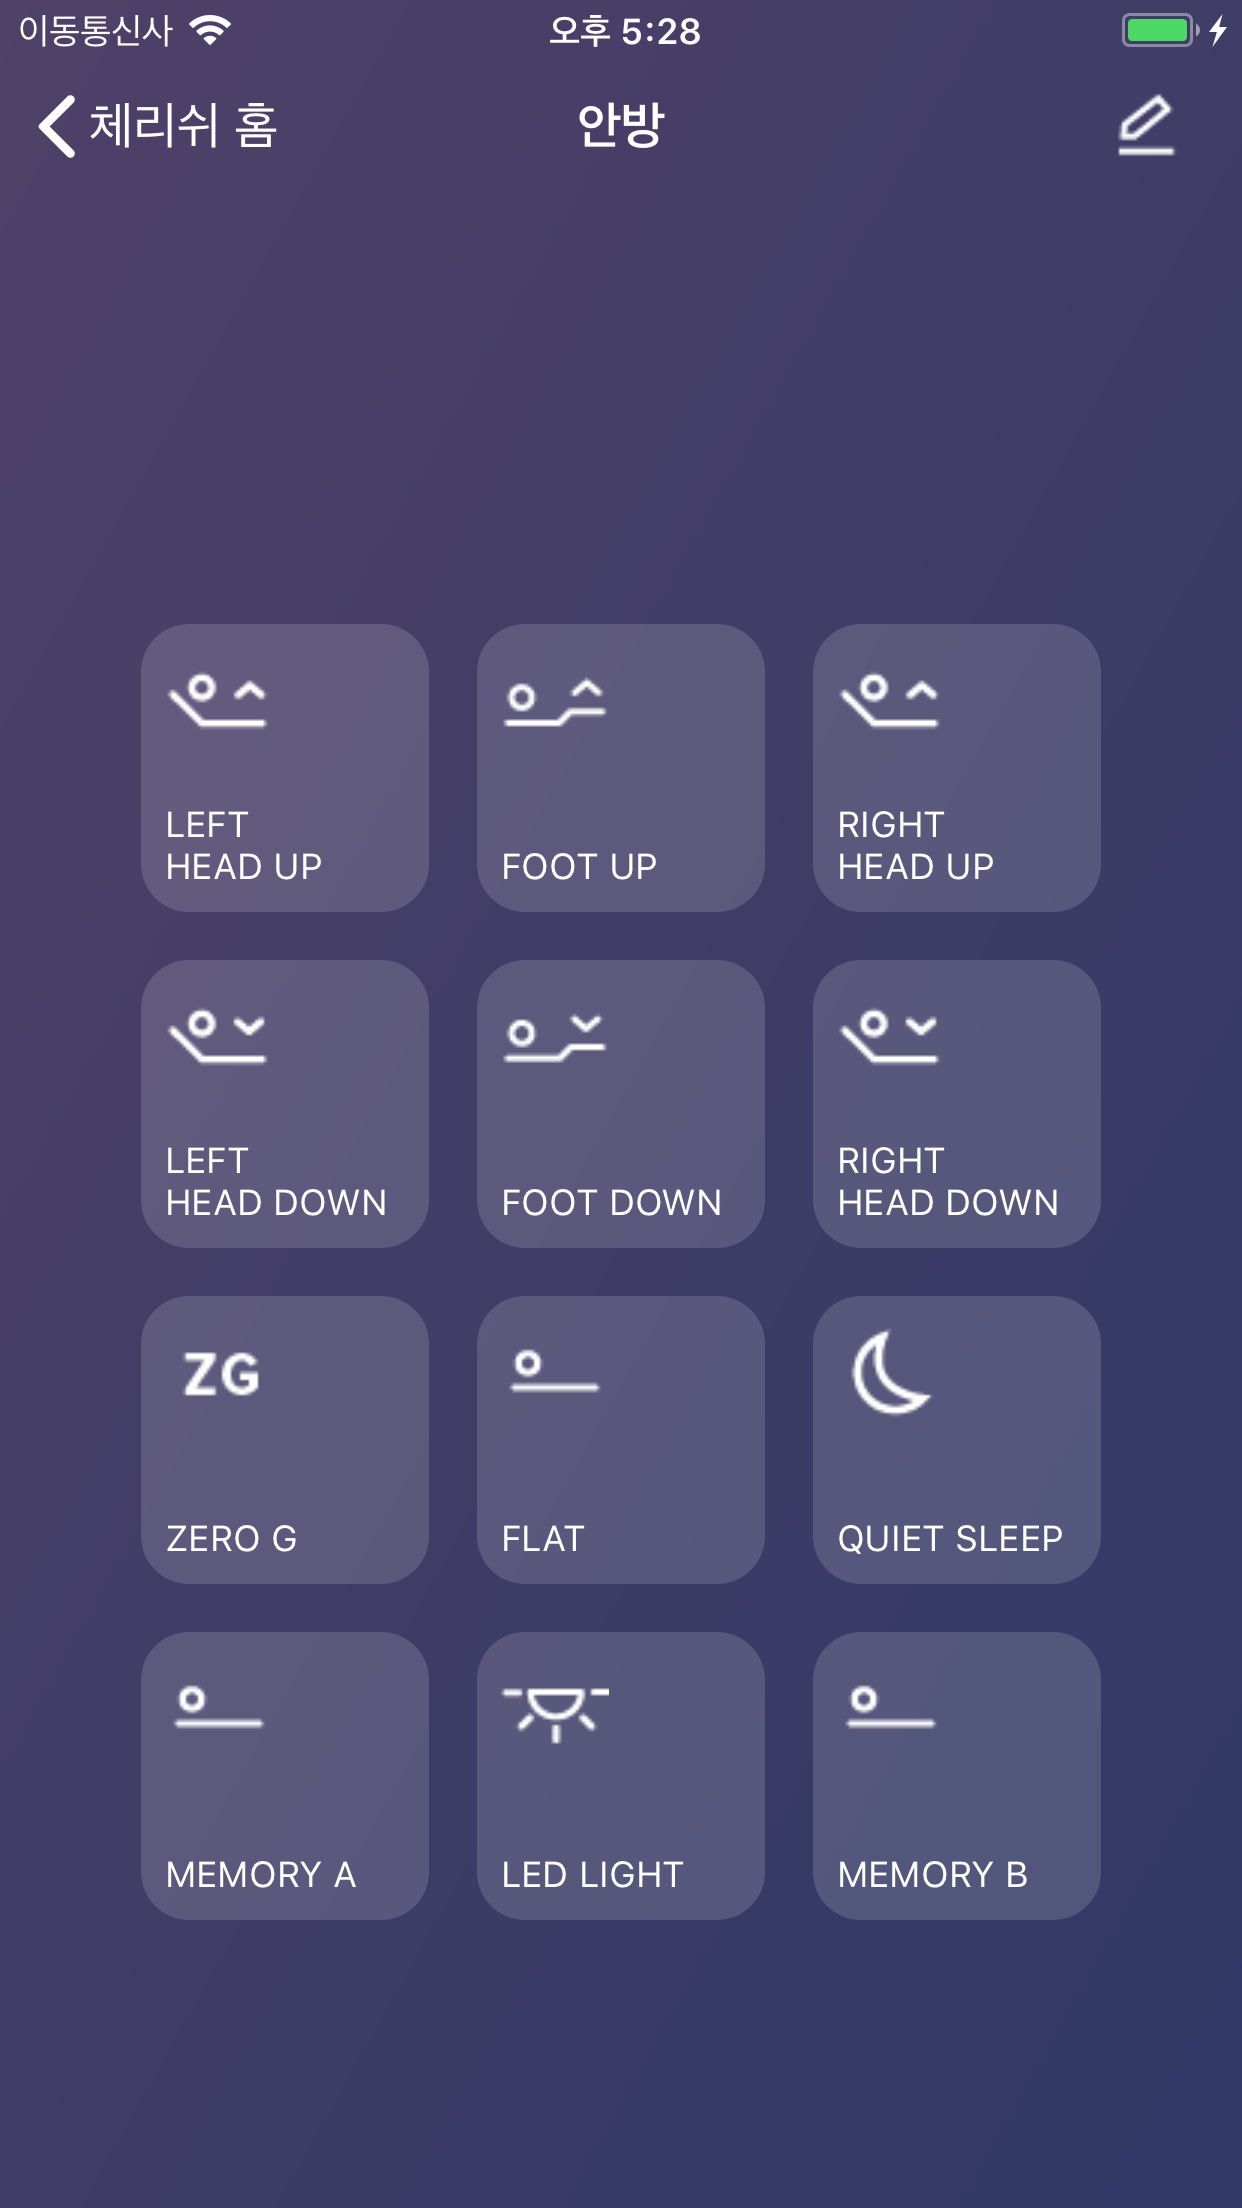 이동통신사 오후 5:28
체리쉬 홈 안방
LEFT
HEAD UP
FOOT UP
RIGHT
HEAD UP
LEFT
HEAD DOWN
FOOT DOWN
RIGHT
HEAD DOWN
ZG
ZERO G
FLAT
QUIET SLEEP
MEMORY A
LED LIGHT
MEMORY B